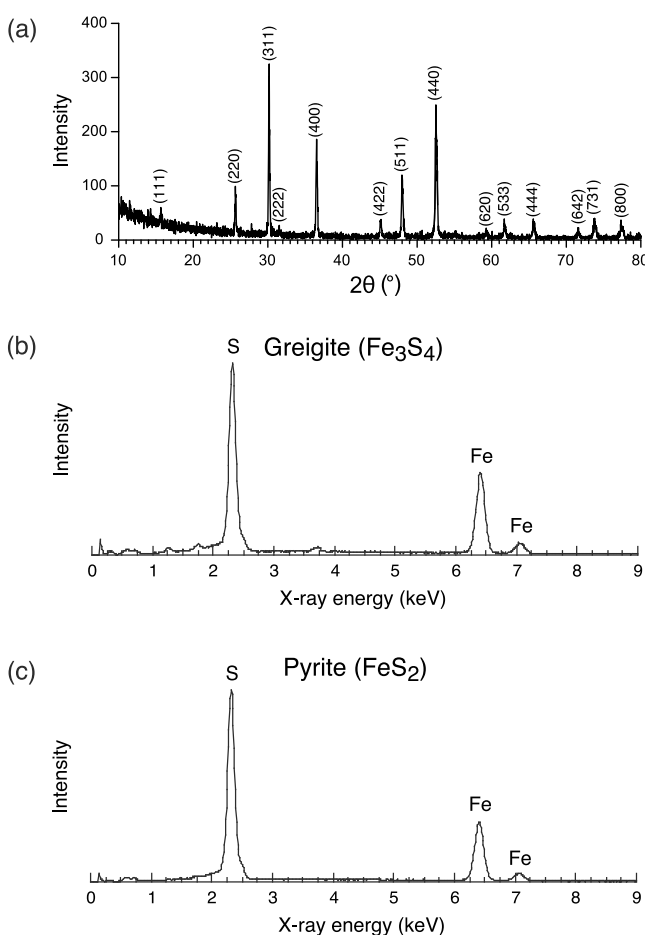 (a)
400
300
200
100
0
Intensity
(111)
(220)
(311)
(222)
(400)
(422)
(511)
(440)
(620)
(533)
(444)
(642)
(731)
(800)
10 20 30 40 50 60 70 80
2θ (°)
(b)
Greigite (Fe3S4)
S
Fe
Fe
Intensity
0 1 2 3 4 5 6 7 8 9
X-ray energy (keV)
(c)
Pyrite (FeS2)
S
Fe
Fe
Intensity
0 1 2 3 4 5 6 7 8 9
X-ray energy (keV)